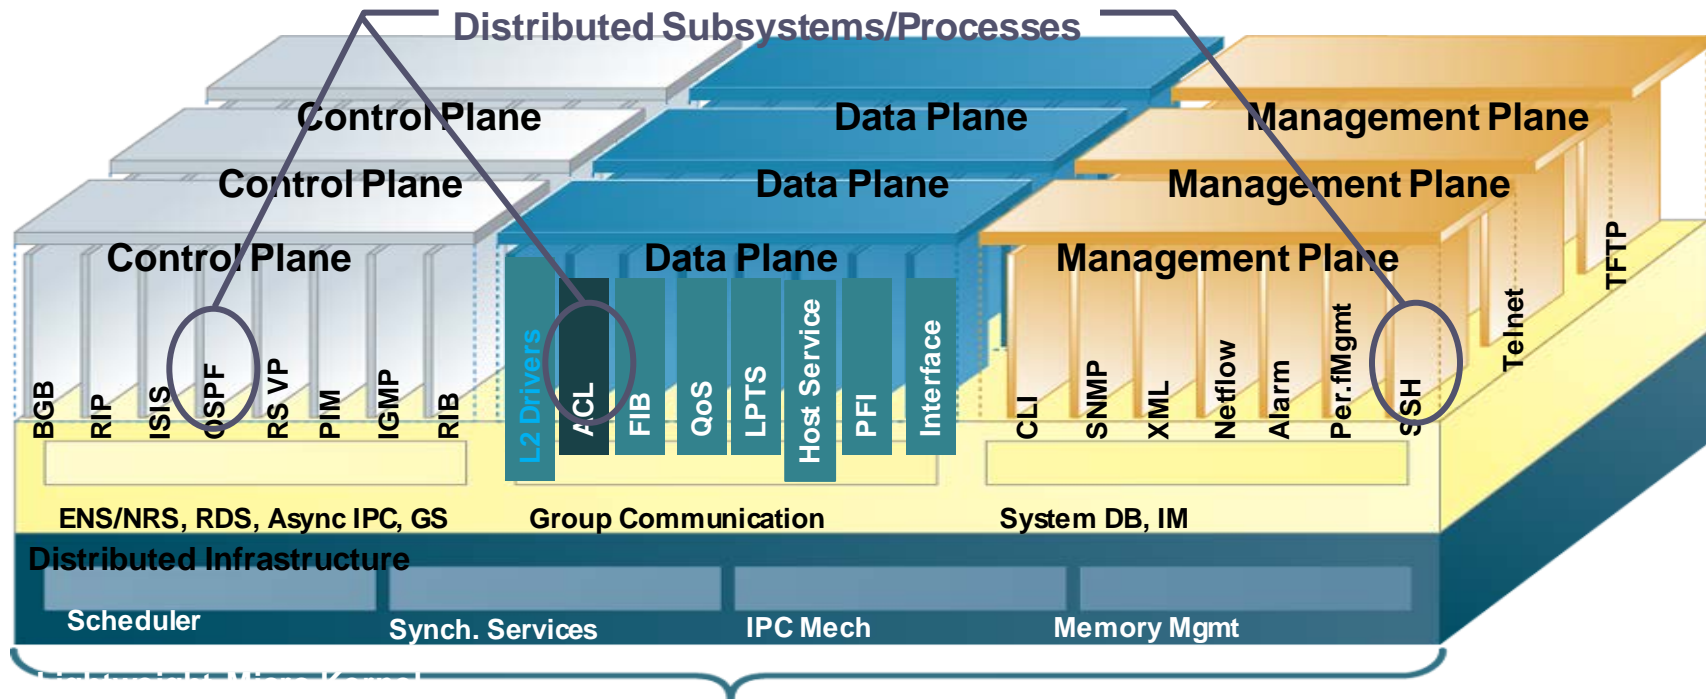 Distributed Subsystems/Processes
Control Plane
Data Plane
Management Plane
Control Plane
Data Plane
Management Plane
Control Plane
Data Plane
Management Plane
BGB
RIP
ISIS
OSPF
RS VP
PIM
IGMP
RIB
L2 Drivers
ACL
FIB
QoS
LPTS
Host Service
PFI
Interface
CLI
SNMP
XML
Netflow
Alarm
Per.fMgmt
SSH
Telnet
TFTP
ENS/NRS, RDS, Async IPC, GS
Group Communication
System DB, IM
Distributed Infrastructure
Scheduler
Synch. Services
IPC Mech
Memory Mgmt
Lightweight Micro Kernel